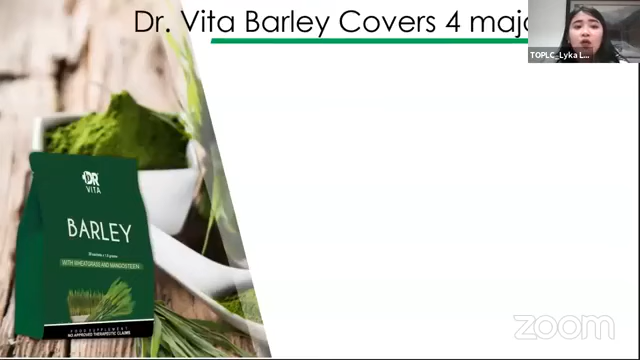 Dr. Vita Barley Covers 4 majo
TOPLC_Lyka L...
DR
VITA
BARLEY
WITH WHEATGRASS AND MANGOSTEEN
FOOD SUPPLEMENT
NO APPROVED THERAPEUTIC CLAIMS
zoom